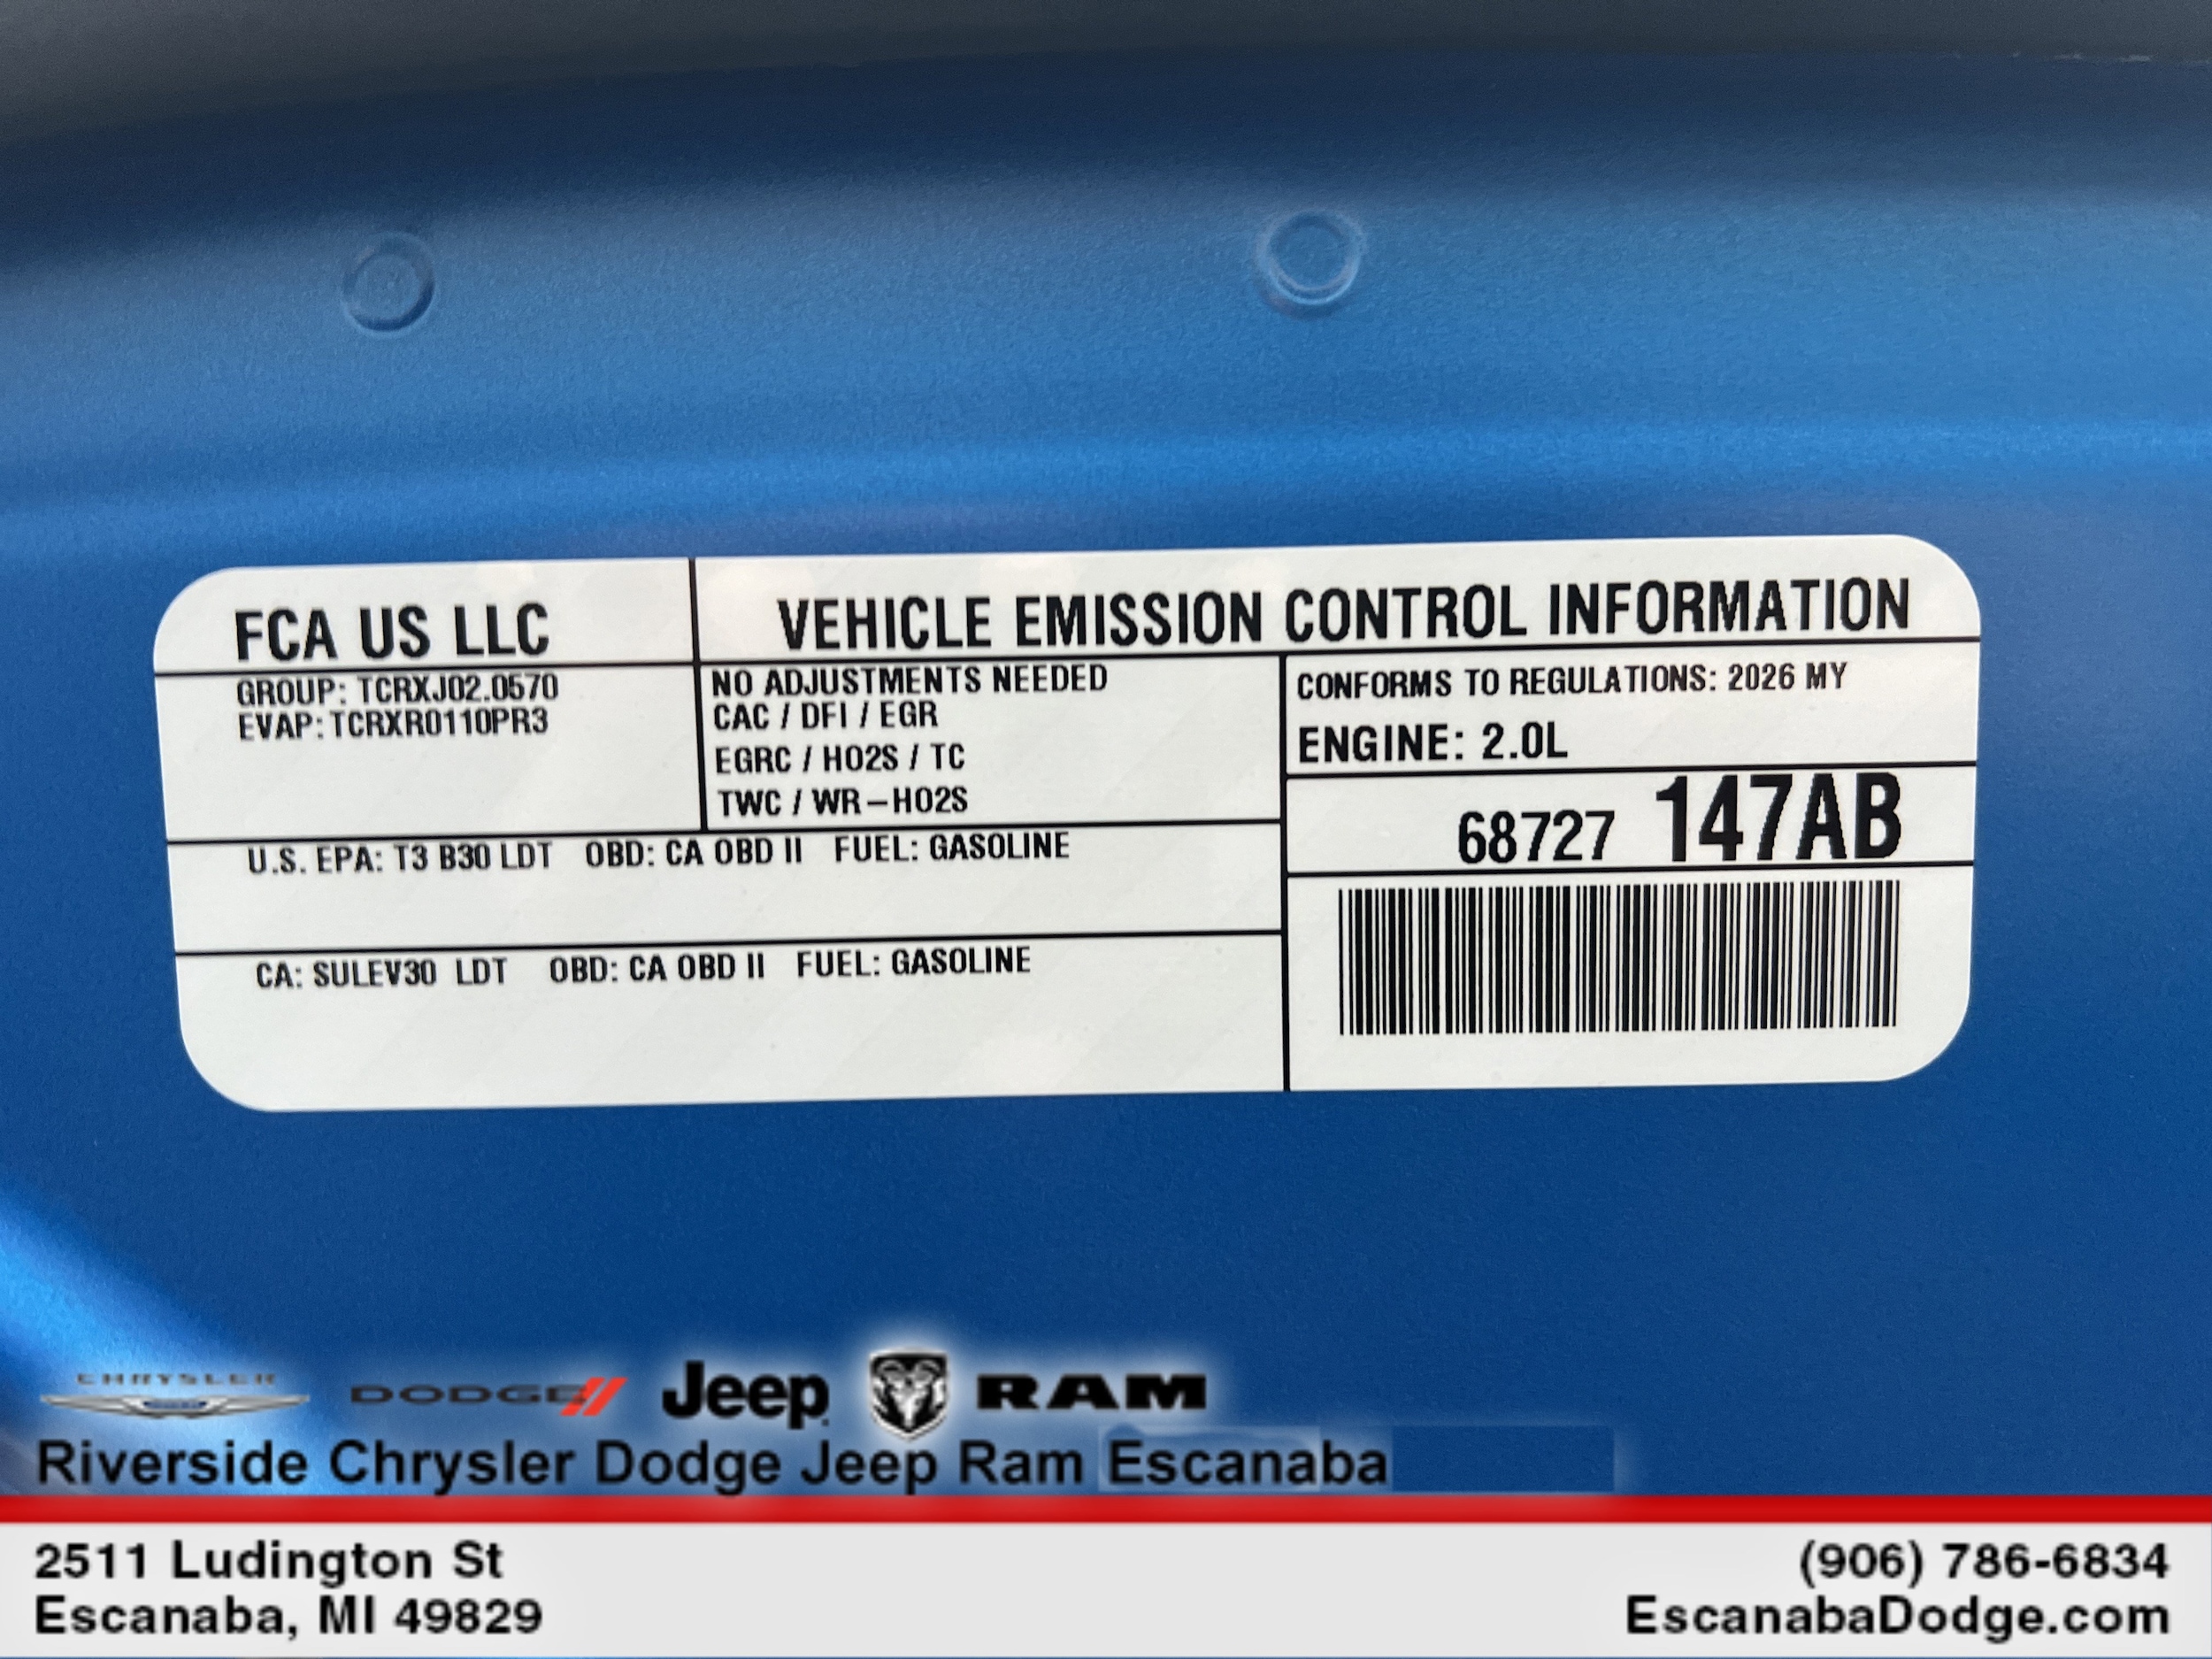 FCA US LLC
VEHICLE EMISSION CONTROL INFORMATION
GROUP: TCRXJ02.0570
EVAP: TCRXR0110PR3
NO ADJUSTMENTS NEEDED
CAC / DFI / EGR
EGRC / HO2S / TC
TWC / WR-HO2S
CONFORMS TO REGULATIONS: 2026 MY
ENGINE: 2.0L
68727 147AB
U.S. EPA: T3 B30 LDT OBD: CA OBD II FUEL: GASOLINE
CA: SULEV30 LDT OBD: CA OBD II FUEL: GASOLINE
CHRYSLER DODGE Jeep RAM
Riverside Chrysler Dodge Jeep Ram Escanaba
2511 Ludington St
Escanaba, MI 49829
(906) 786-6834
EscanabaDodge.com